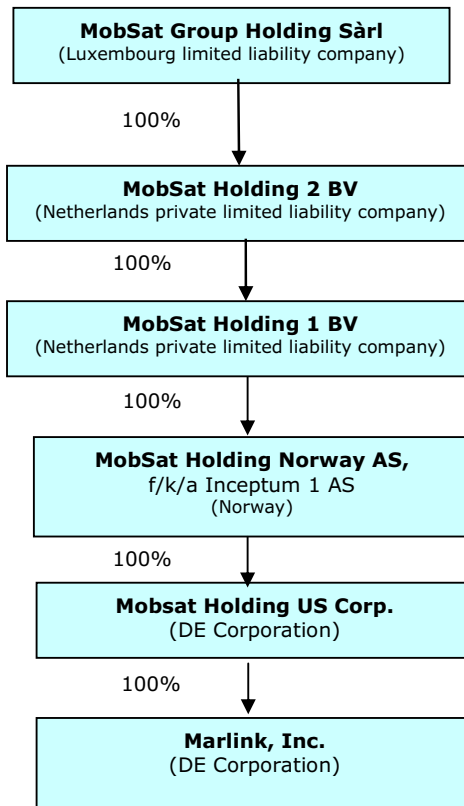 MobSat Group Holding Sàrl
(Luxembourg limited liability company)
100%
MobSat Holding 2 BV
(Netherlands private limited liability company)
100%
MobSat Holding 1 BV
(Netherlands private limited liability company)
100%
MobSat Holding Norway AS,
f/k/a Inceptum 1 AS
(Norway)
100%
Mobsat Holding US Corp.
(DE Corporation)
100%
Marlink, Inc.
(DE Corporation)